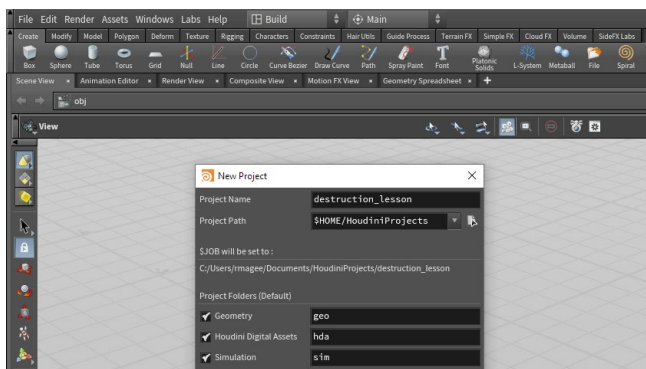 File Edit Render Assets Windows Labs Help Build Main
Create Modify Model Polygon Deform Texture Rigging Characters Constraints Hair Utils Guide Process Terrain FX Simple FX Cloud FX Volume SideFX Labs
Box Sphere Tube Torus Grid Null Line Circle Curve Bezier Draw Curve Path Spray Paint Font Platonic Solids L-System Metaball File Spiral
Scene View Animation Editor Render View Composite View Motion FX View Geometry Spreadsheet
obj
View
New Project
Project Name destruction_lesson
Project Path $HOME/HoudiniProjects
$JOB will be set to :
C:/Users/rmagee/Documents/HoudiniProjects/destruction_lesson
Project Folders (Default)
Geometry geo
Houdini Digital Assets hda
Simulation sim